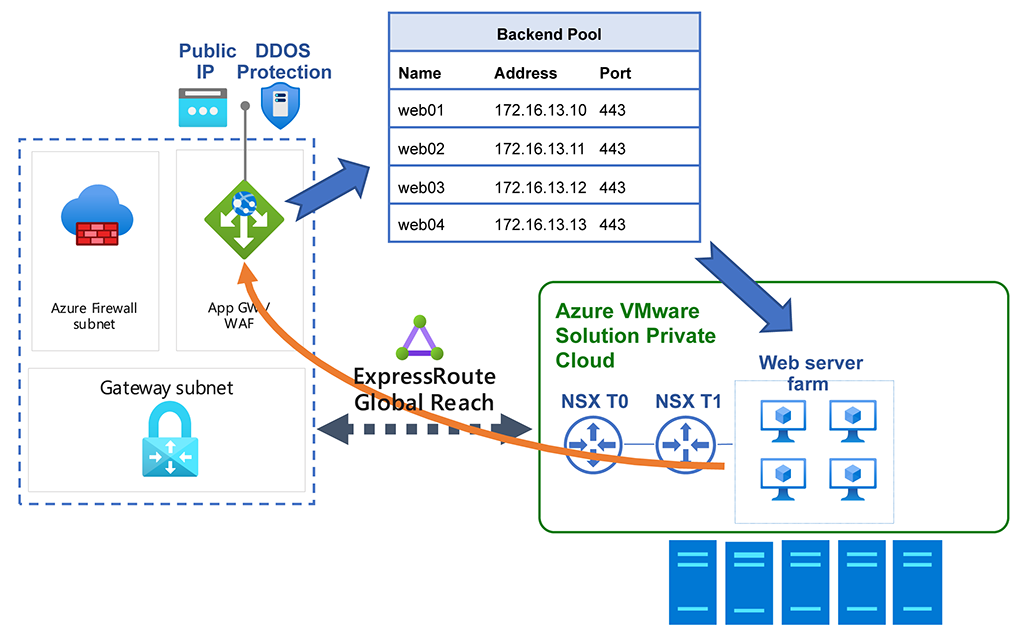 Public
IP
DDOS
Protection
Backend Pool
Name Address Port
web01 172.16.13.10 443
web02 172.16.13.11 443
web03 172.16.13.12 443
web04 172.16.13.13 443
Azure Firewall
subnet
App GW /
WAF
Gateway subnet
ExpressRoute
Global Reach
Azure VMware
Solution Private
Cloud
NSX T0
NSX T1
Web server
farm